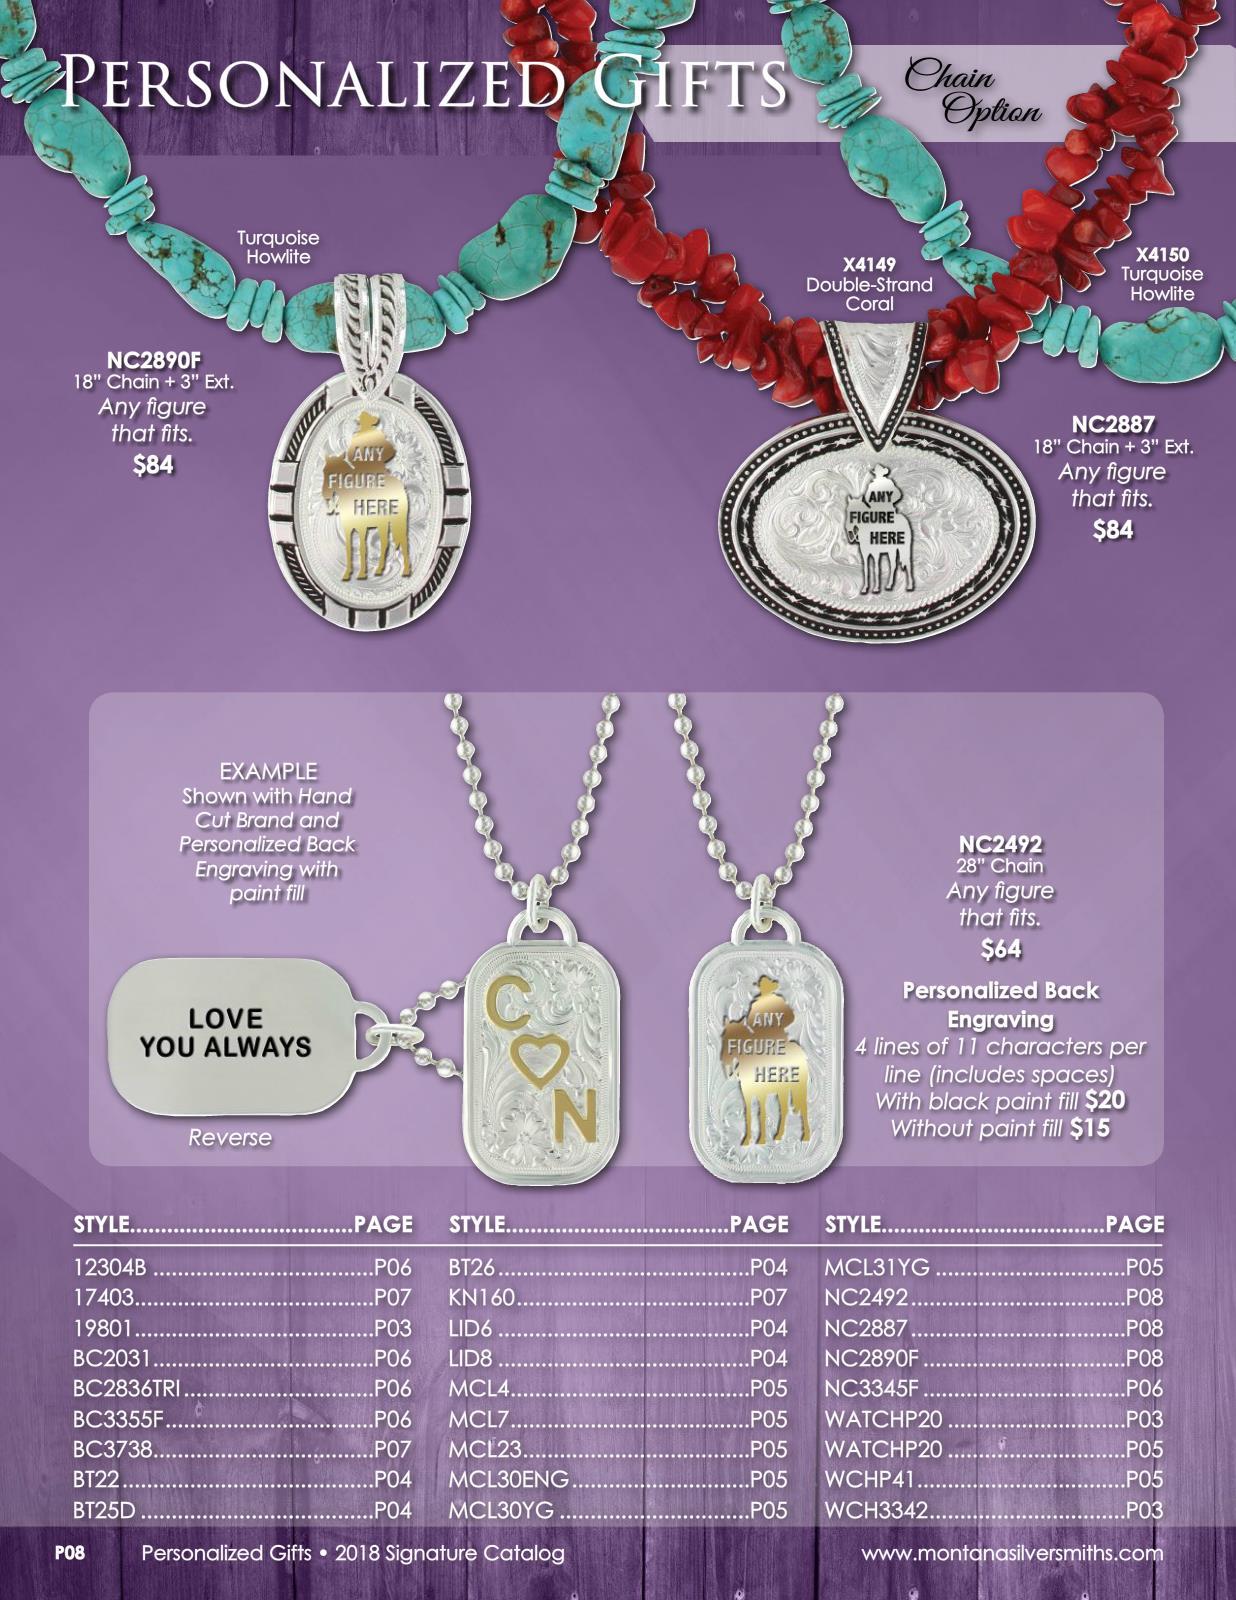 PERSONALIZED GIFTS
Chain
Option
Turquoise
Howlite
NC2890F
18” Chain + 3” Ext.
Any figure
that fits.
$84
ANY
FIGURE
HERE
X4149
Double-Strand
Coral
X4150
Turquoise
Howlite
ANY
FIGURE
HERE
NC2887
18” Chain + 3” Ext.
Any figure
that fits.
$84
EXAMPLE
Shown with Hand
Cut Brand and
Personalized Back
Engraving with
paint fill
LOVE
YOU ALWAYS
Reverse
C
N
ANY
FIGURE
HERE
NC2492
28” Chain
Any figure
that fits.
$64
Personalized Back
Engraving
4 lines of 11 characters per
line (includes spaces)
With black paint fill $20
Without paint fill $15
STYLE....................................PAGE
12304B ....................................P06
17403.......................................P07
19801.......................................P03
BC2031....................................P06
BC2836TRI...............................P06
BC3355F..................................P06
BC3738....................................P07
BT22.........................................P04
BT25D ......................................P04
STYLE....................................PAGE
BT26.........................................P04
KN160......................................P07
LID6 .........................................P04
LID8 .........................................P04
MCL4.......................................P05
MCL7.......................................P05
MCL23.....................................P05
MCL30ENG.............................P05
MCL30YG ...............................P05
STYLE....................................PAGE
MCL31YG ...............................P05
NC2492...................................P08
NC2887...................................P08
NC2890F .................................P08
NC3345F .................................P06
WATCHP20 .............................P03
WATCHP20 .............................P05
WCHP41..................................P05
WCH3342................................P03
P08
Personalized Gifts • 2018 Signature Catalog
www.montanasilversmiths.com